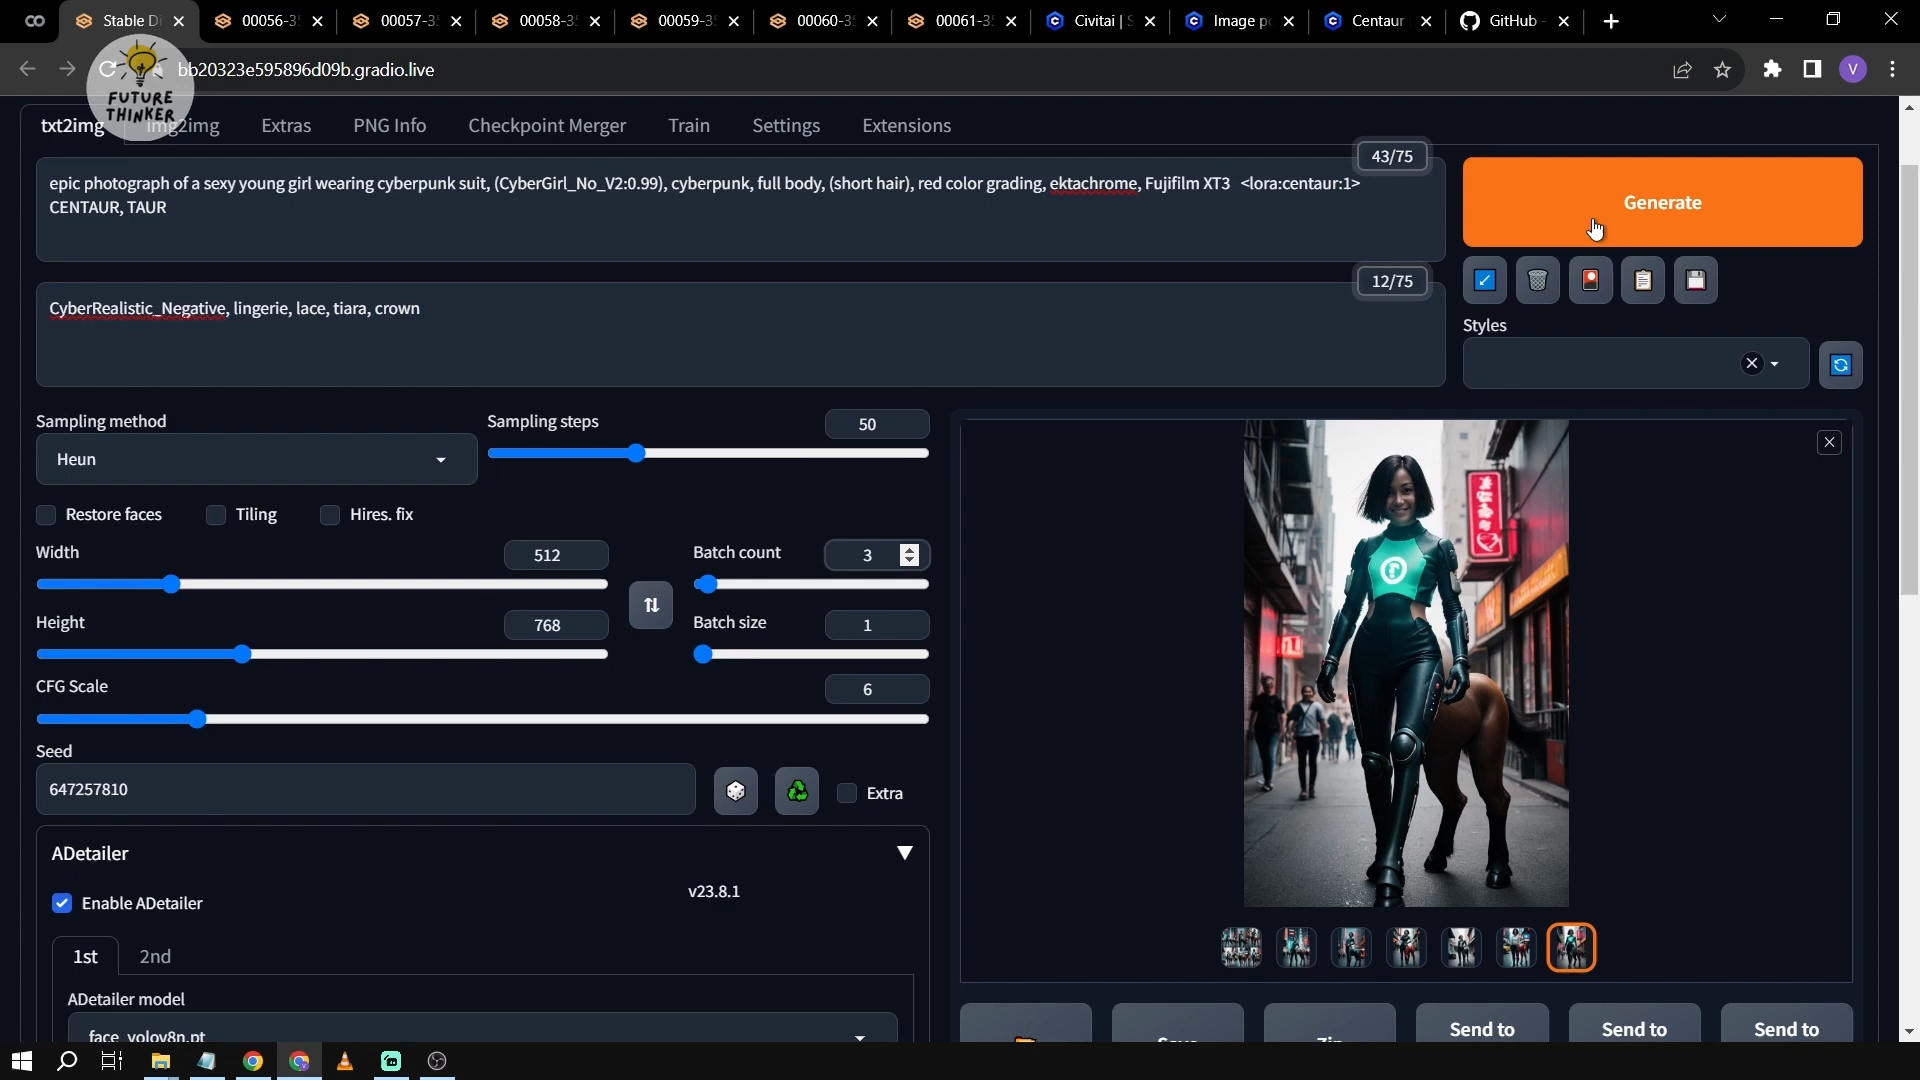 Stable Di
00056-3
00057-3
00058-3
00059-3
00060-3
00061-3
Civitai | S
Image p
Centaur
GitHub -
bb20323e595896d09b.gradio.live
V
FUTURE
THINKER
txt2img
img2img
Extras
PNG Info
Checkpoint Merger
Train
Settings
Extensions
43/75
epic photograph of a sexy young girl wearing cyberpunk suit, (CyberGirl_No_V2:0.99), cyberpunk, full body, (short hair), red color grading, ektachrome, Fujifilm XT3 <lora:centaur:1>
CENTAUR, TAUR
Generate
12/75
CyberRealistic_Negative, lingerie, lace, tiara, crown
Styles
Sampling method
Heun
Sampling steps
50
Restore faces
Tiling
Hires. fix
Width
512
Batch count
3
Height
768
Batch size
1
CFG Scale
6
Seed
647257810
Extra
ADetailer
v23.8.1
Enable ADetailer
1st
2nd
ADetailer model
face_yolov8n.pt
Save
Zip
Send to
Send to
Send to